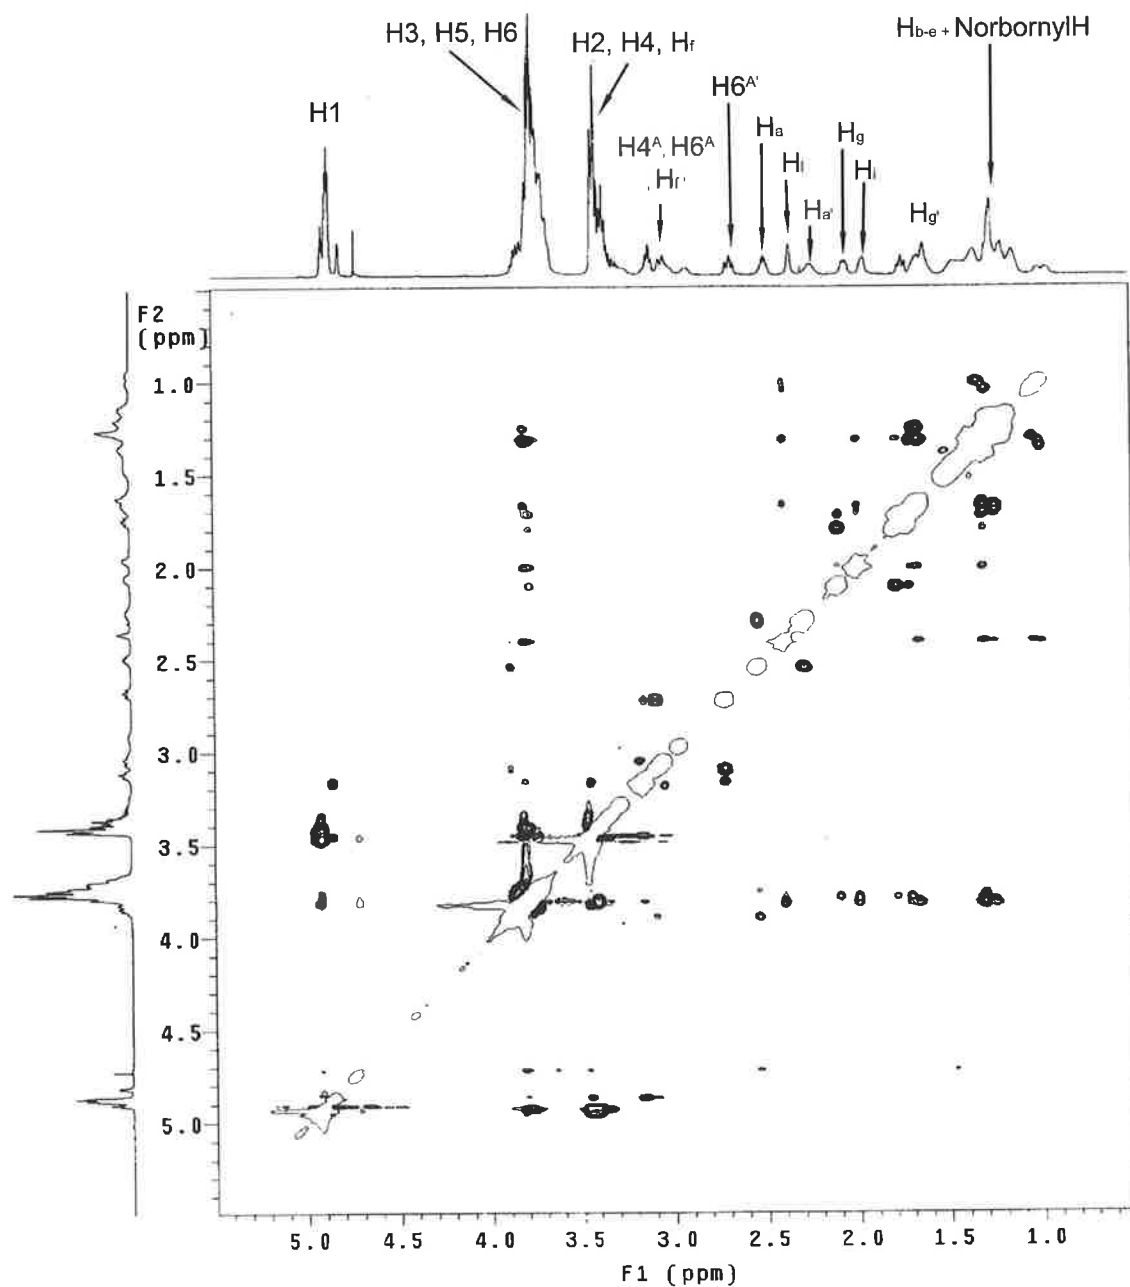 H3, H5, H6
H2, H4, Hf
Hb-e + NorbornylH
H1
H6A'
H4A, H6A
, Hf'
Ha
Hi
Ha'
Hg
Hi
Hg'
F2
(ppm)
1.0
1.5
2.0
2.5
3.0
3.5
4.0
4.5
5.0
5.0 4.5 4.0 3.5 3.0 2.5 2.0 1.5 1.0
F1 (ppm)